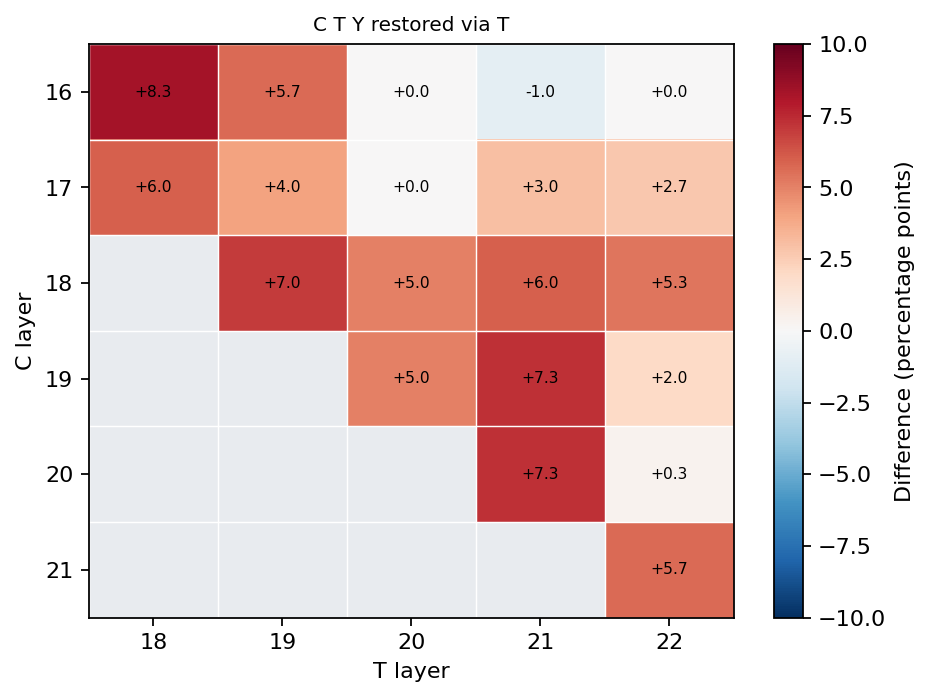 C T Y restored via T
16 +8.3 +5.7 +0.0 -1.0 +0.0
17 +6.0 +4.0 +0.0 +3.0 +2.7
18 +7.0 +5.0 +6.0 +5.3
19 +5.0 +7.3 +2.0
20 +7.3 +0.3
21 +5.7
18 19 20 21 22
T layer
C layer
10.0
7.5
5.0
2.5
0.0
−2.5
−5.0
−7.5
−10.0
Difference (percentage points)